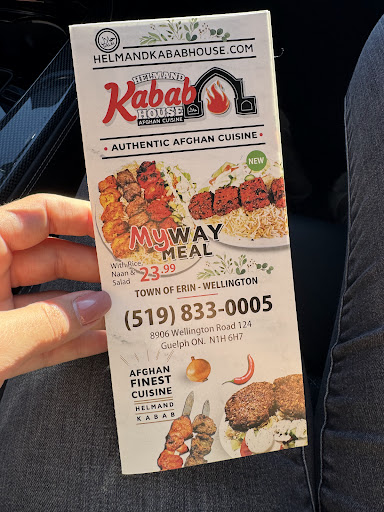 HELMANDKABABHOUSE.COM
HELMAND
Kabab
HOUSE
AFGHAN CUISINE
• AUTHENTIC AFGHAN CUISINE •
NEW
MyWAY
MEAL
With Rice,
Naan &
Salad
23.99
TOWN OF ERIN - WELLINGTON
(519) 833-0005
8906 Wellington Road 124
Guelph ON. N1H 6H7
AFGHAN
FINEST
CUISINE
HELMAND
KABAB